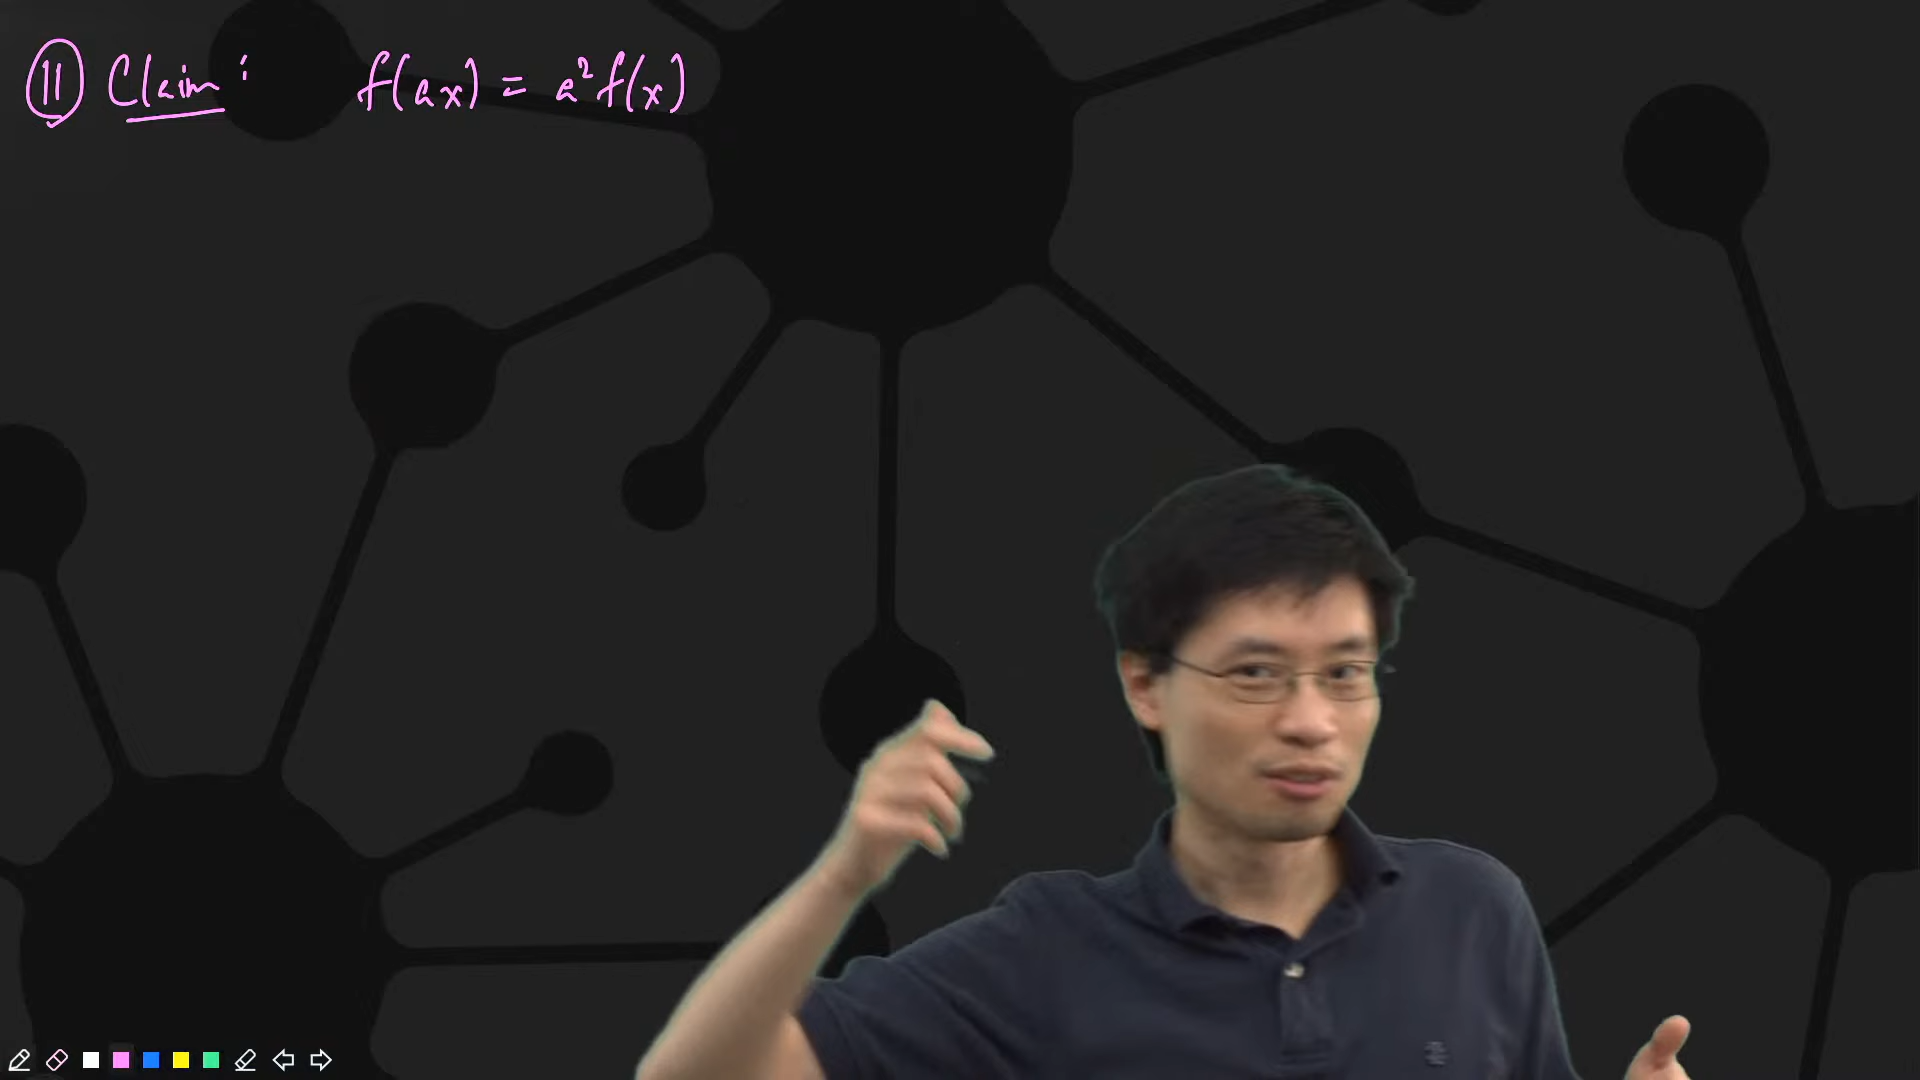 11 Claim: f(ax) = a²f(x)